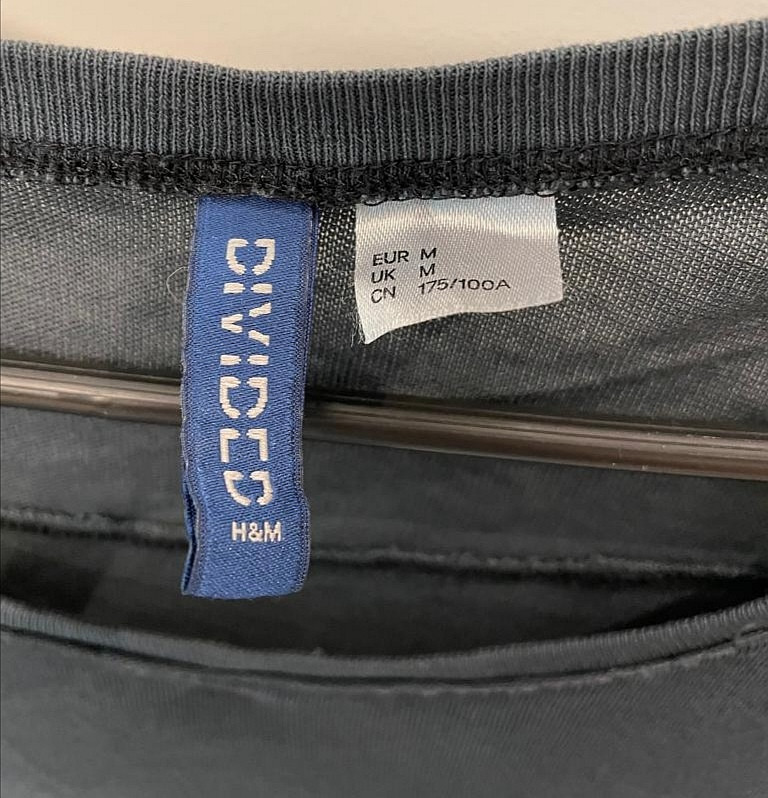 DIVIDED
H&M
EUR M
UK M
CN 175/100A